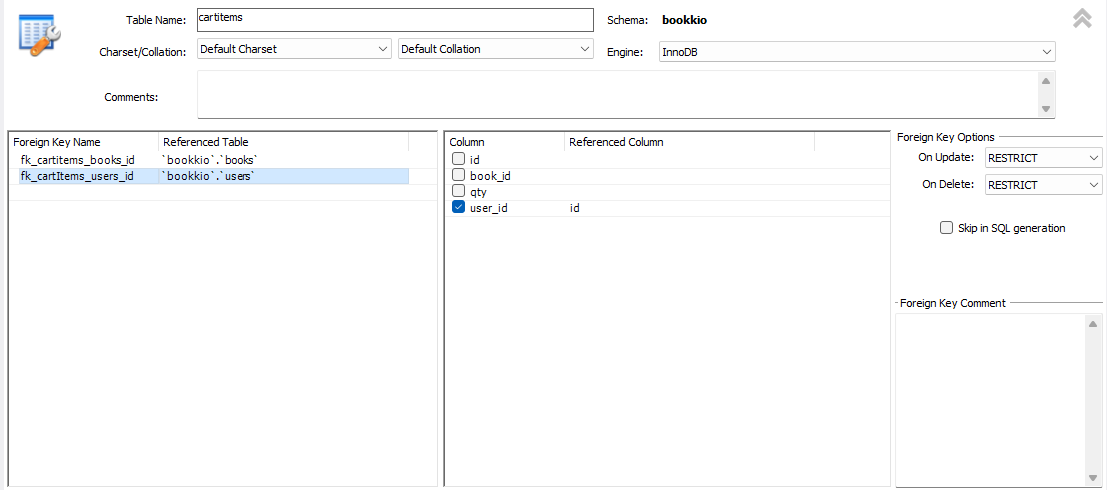 Table Name: cartitems Schema: bookkio
Charset/Collation: Default Charset Default Collation Engine: InnoDB
Comments:
Foreign Key Name Referenced Table
fk_cartitems_books_id `bookkio`.`books`
fk_cartItems_users_id `bookkio`.`users`
Column Referenced Column
id
book_id
qty
user_id id
Foreign Key Options
On Update: RESTRICT
On Delete: RESTRICT
Skip in SQL generation
Foreign Key Comment